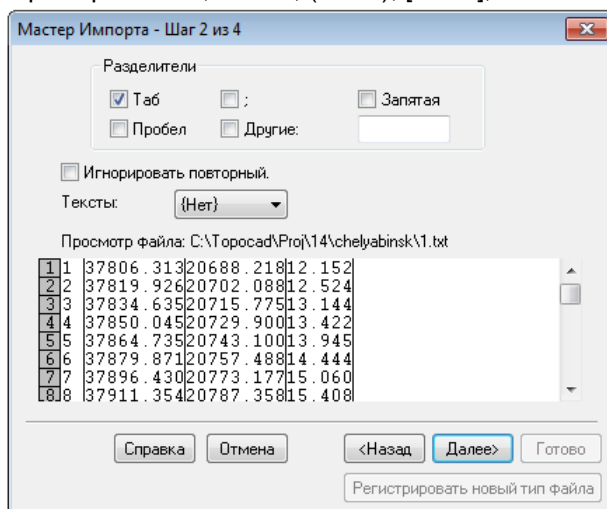 Мастер Импорта - Шаг 2 из 4
Разделители
Таб ; Запятая
Пробел Другие:
Игнорировать повторный.
Тексты: {Нет}
Просмотр файла: C:\Topocad\Proj\14\chelyabinsk\1.txt
1 1 37806.313 20688.218 12.152
2 2 37819.926 20702.088 12.524
3 3 37834.635 20715.775 13.144
4 4 37850.045 20729.900 13.422
5 5 37864.735 20743.100 13.945
6 6 37879.871 20757.488 14.444
7 7 37896.430 20773.177 15.060
8 8 37911.354 20787.358 15.408
Справка Отмена <Назад Далее> Готово
Регистрировать новый тип файла